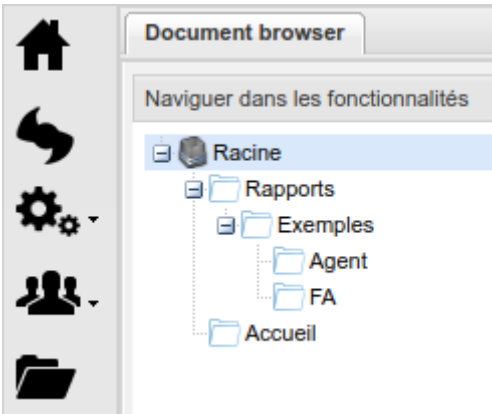 Document browser
Naviguer dans les fonctionnalités
Racine
Rapports
Exemples
Agent
FA
Accueil